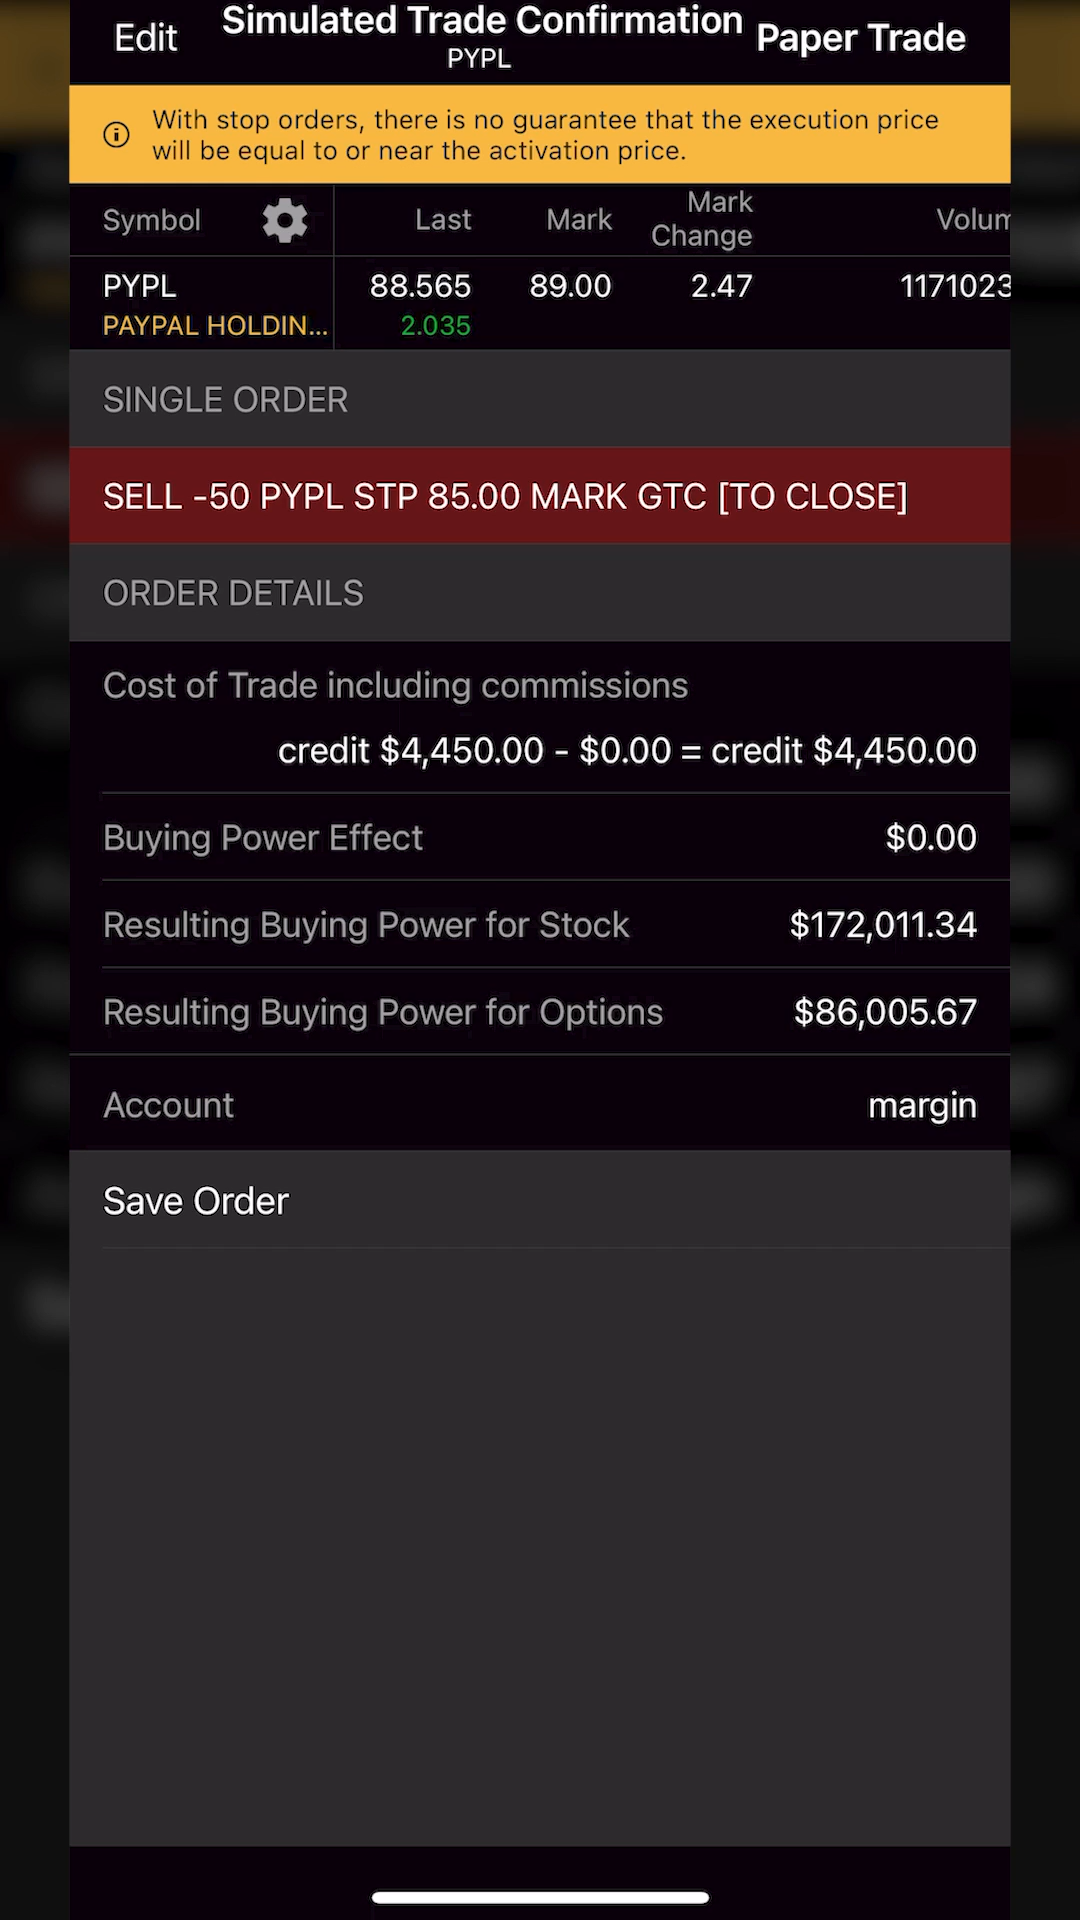 Edit
Simulated Trade Confirmation
PYPL
Paper Trade
With stop orders, there is no guarantee that the execution price
will be equal to or near the activation price.
Symbol Last Mark Mark Change Volum
PYPL 88.565 89.00 2.47 1171023
PAYPAL HOLDIN... 2.035
SINGLE ORDER
SELL -50 PYPL STP 85.00 MARK GTC [TO CLOSE]
ORDER DETAILS
Cost of Trade including commissions
credit $4,450.00 - $0.00 = credit $4,450.00
Buying Power Effect $0.00
Resulting Buying Power for Stock $172,011.34
Resulting Buying Power for Options $86,005.67
Account margin
Save Order